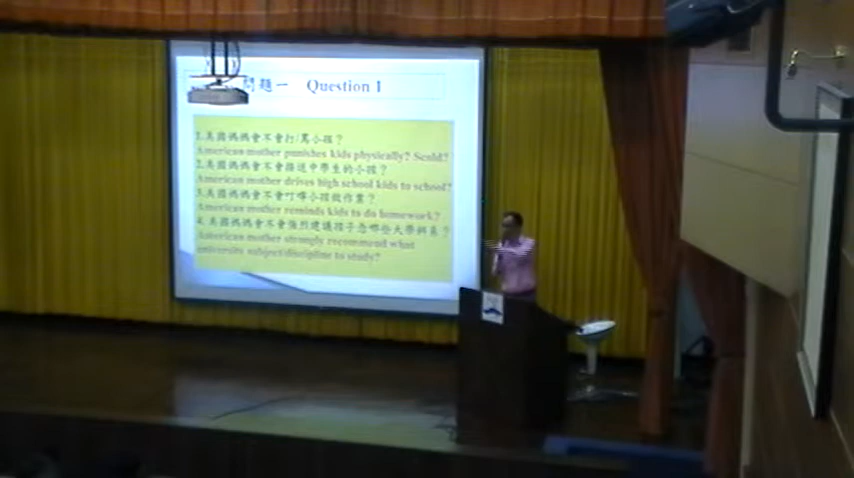 問題一 Question 1
1.美國媽媽會不會打/罵小孩？
American mother punishes kids physically? Scold?
2.美國媽媽會不會接送中學生的小孩？
American mother drives high school kids to school?
3.美國媽媽會不會叮嚀小孩做作業？
American mother reminds kids to do homework?
4.美國媽媽會不會強烈建議孩子念哪些大學科系？
American mother strongly recommend what
university subject/discipline to study?